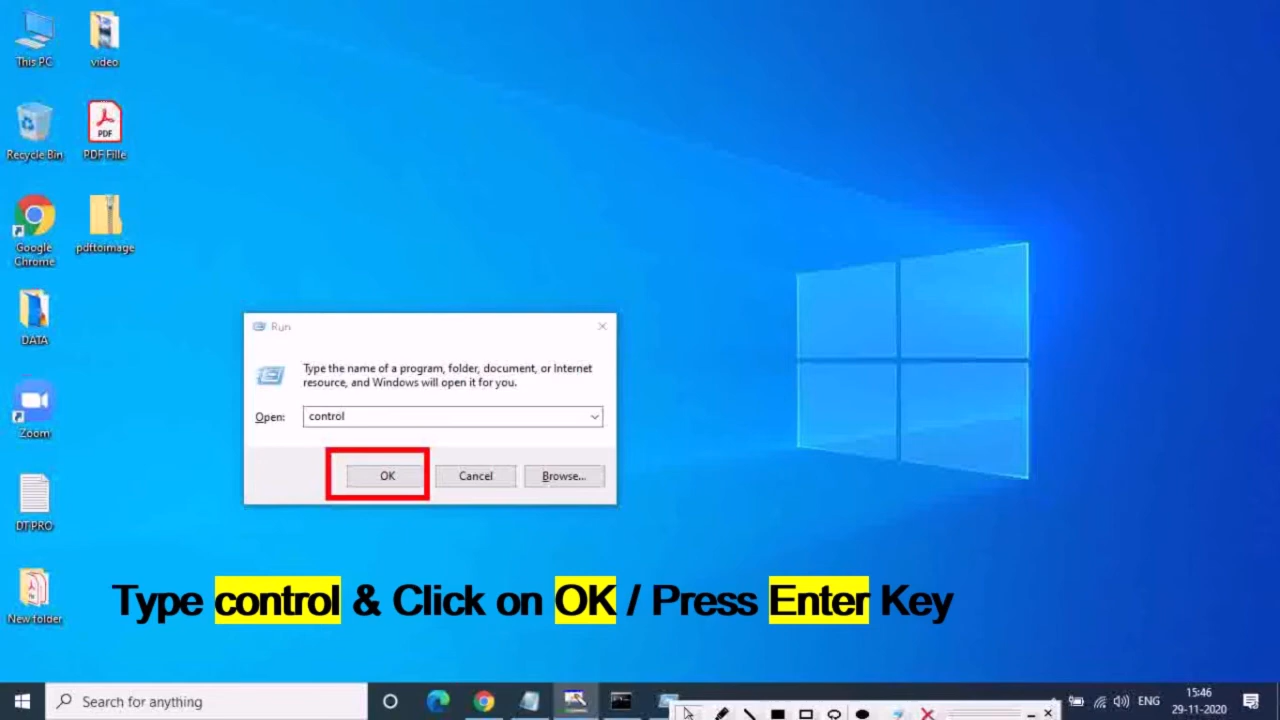 This PC
video
Recycle Bin
PDF File
PDF
Google
Chrome
pdftoimage
DATA
Zoom
DT PRO
New folder
Run
Type the name of a program, folder, document, or Internet
resource, and Windows will open it for you.
Open:
control
OK
Cancel
Browse...
Type control & Click on OK / Press Enter Key
Search for anything
ENG
15:46
29-11-2020